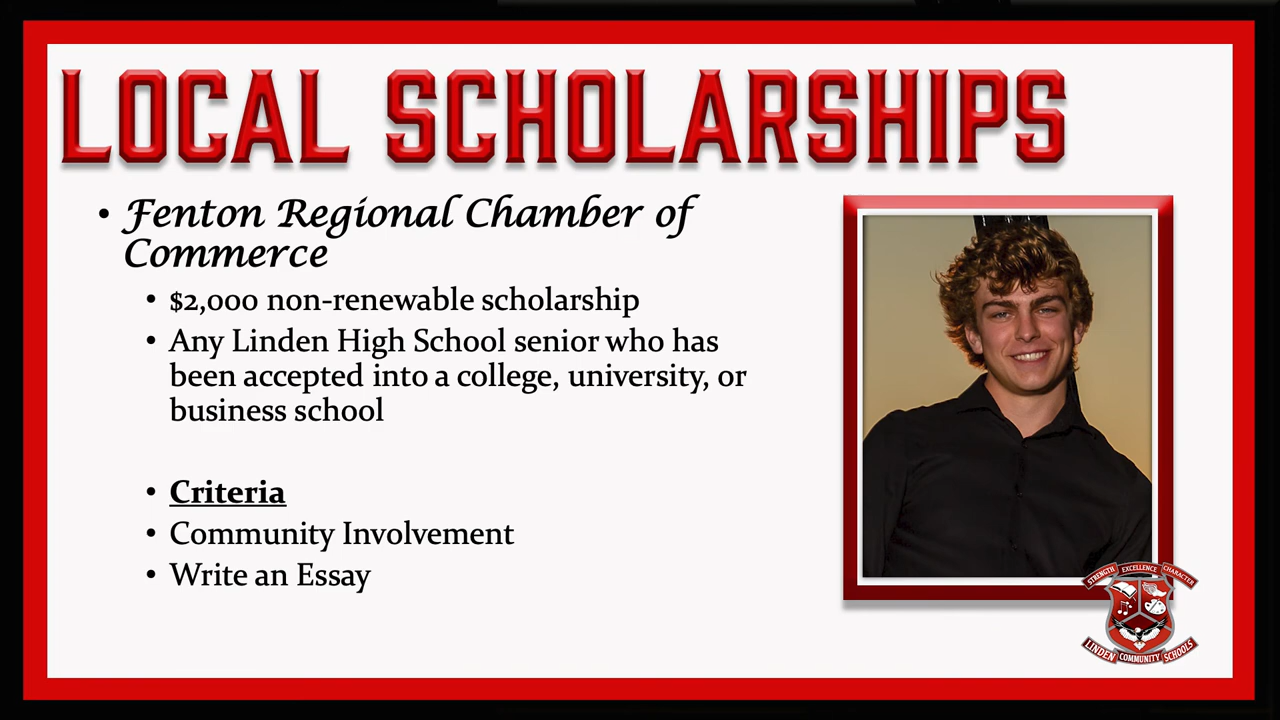 LOCAL SCHOLARSHIPS
• Fenton Regional Chamber of
Commerce
• $2,000 non-renewable scholarship
• Any Linden High School senior who has
been accepted into a college, university, or
business school
• Criteria
• Community Involvement
• Write an Essay
STRENGTH EXCELLENCE CHARACTER
LINDEN COMMUNITY SCHOOLS